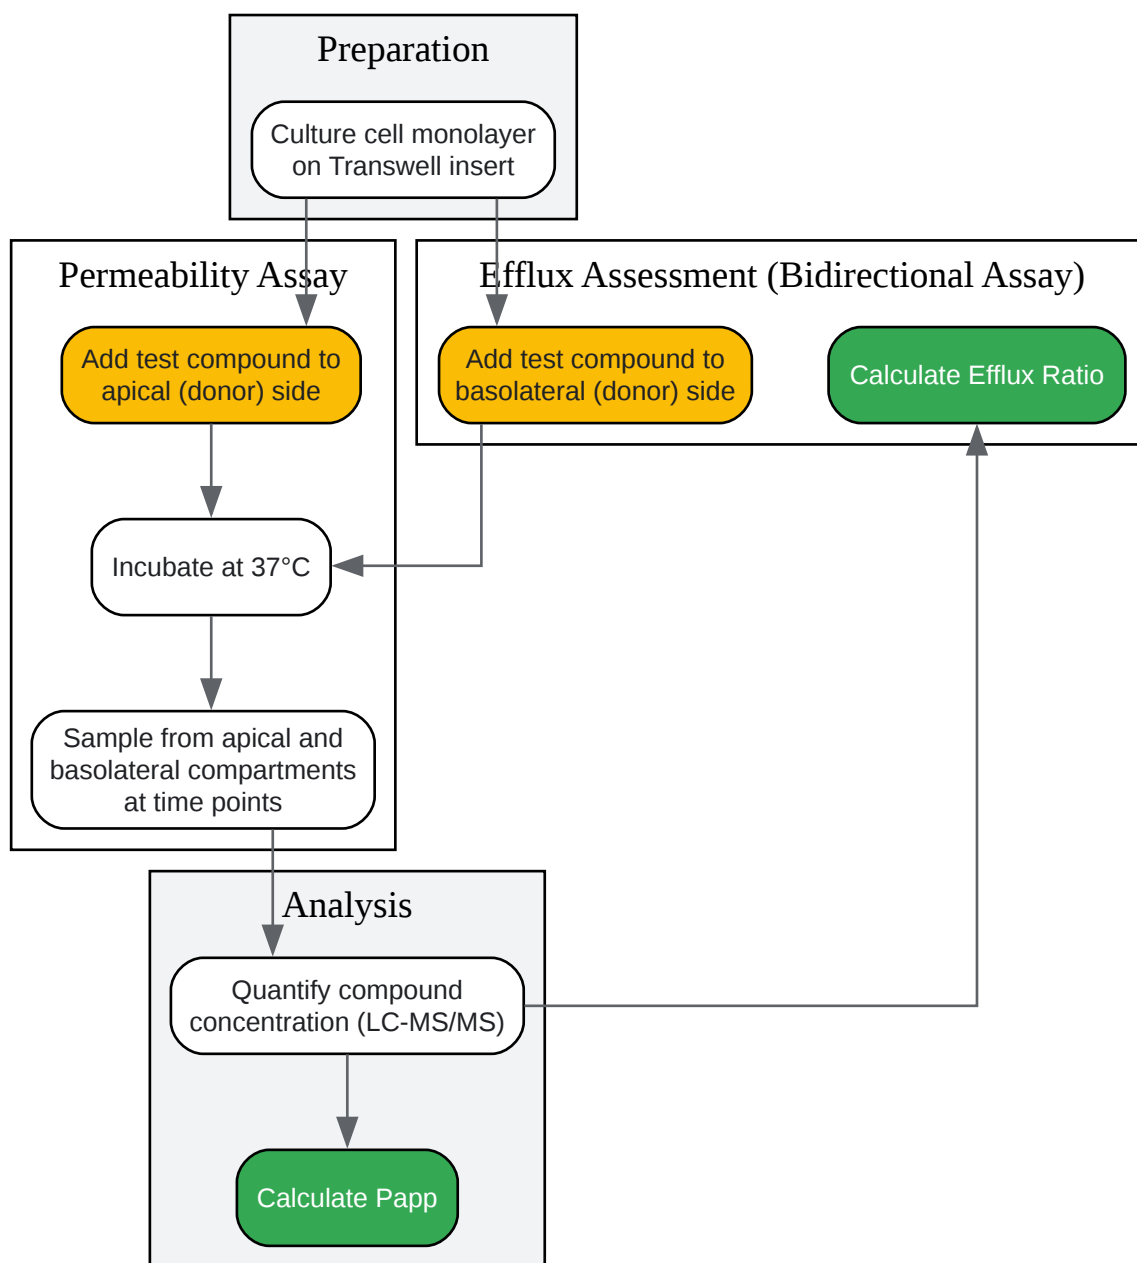 Preparation
Culture cell monolayer
on Transwell insert
Permeability Assay
Add test compound to
apical (donor) side
Incubate at 37°C
Sample from apical and
basolateral compartments
at time points
Efflux Assessment (Bidirectional Assay)
Add test compound to
basolateral (donor) side
Calculate Efflux Ratio
Analysis
Quantify compound
concentration (LC-MS/MS)
Calculate Papp